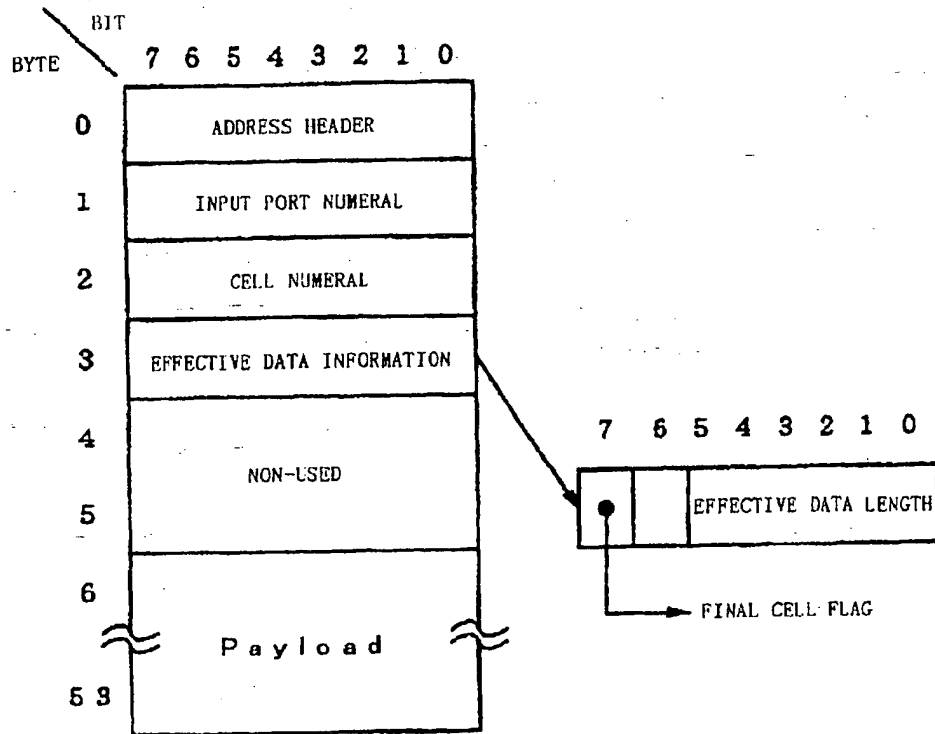 BIT
BYTE 7 6 5 4 3 2 1 0
0 ADDRESS HEADER
1 INPUT PORT NUMERAL
2 CELL NUMERAL
3 EFFECTIVE DATA INFORMATION
4
NON-USED
5
6
Payload
53
7 6 5 4 3 2 1 0
EFFECTIVE DATA LENGTH
FINAL CELL FLAG